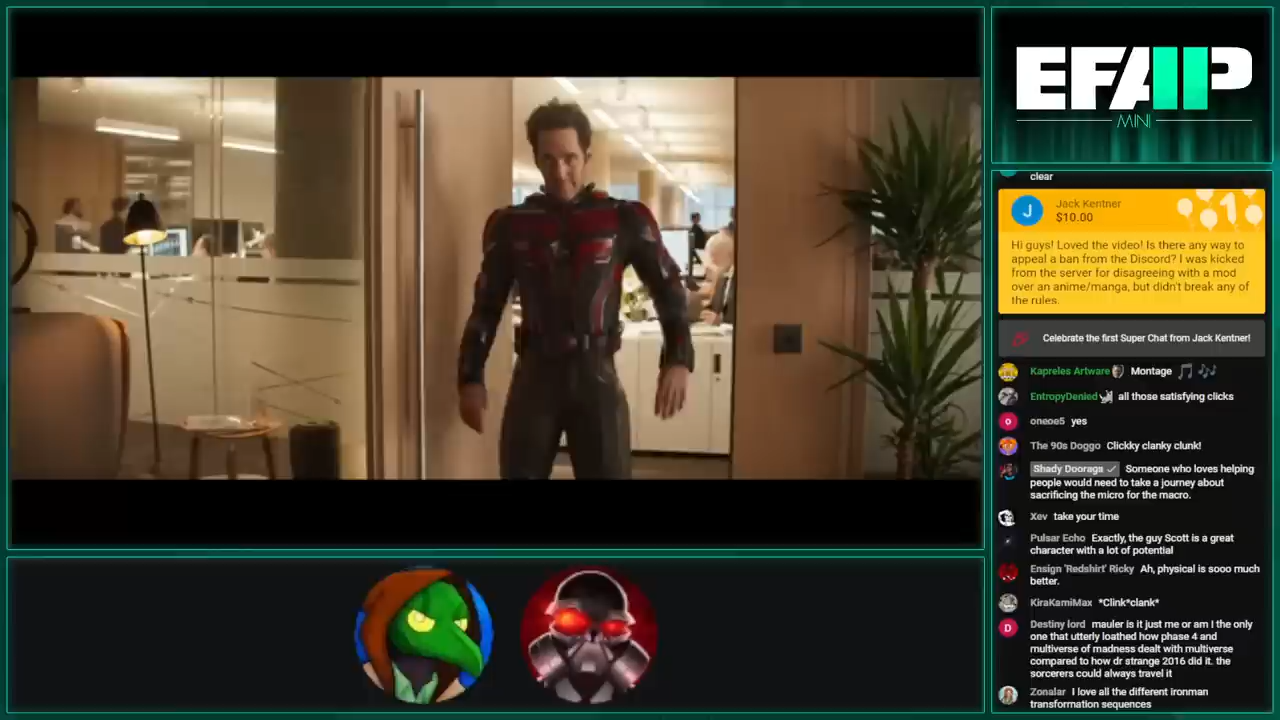 EFAP
MINI
clear
J
Jack Kentner
$10.00
1
Hi guys! Loved the video! Is there any way to
appeal a ban from the Discord? I was kicked
from the server for disagreeing with a mod
over an anime/manga, but didn't break any of
the rules.
Celebrate the first Super Chat from Jack Kentner!
Kapreles Artware Montage
EntropyDenied all those satisfying clicks
o oneoe5 yes
The 90s Doggo Clickky clanky clunk!
Shady Dooraga ✓ Someone who loves helping
people would need to take a journey about
sacrificing the micro for the macro.
Xev take your time
Pulsar Echo Exactly, the guy Scott is a great
character with a lot of potential
Ensign 'Redshirt' Ricky Ah, physical is sooo much
better.
KiraKamiMax *Clink*clank*
D Destiny lord mauler is it just me or am I the only
one that utterly loathed how phase 4 and
multiverse of madness dealt with multiverse
compared to how dr strange 2016 did it. the
sorcerers could always travel it
Zonalar I love all the different ironman
transformation sequences